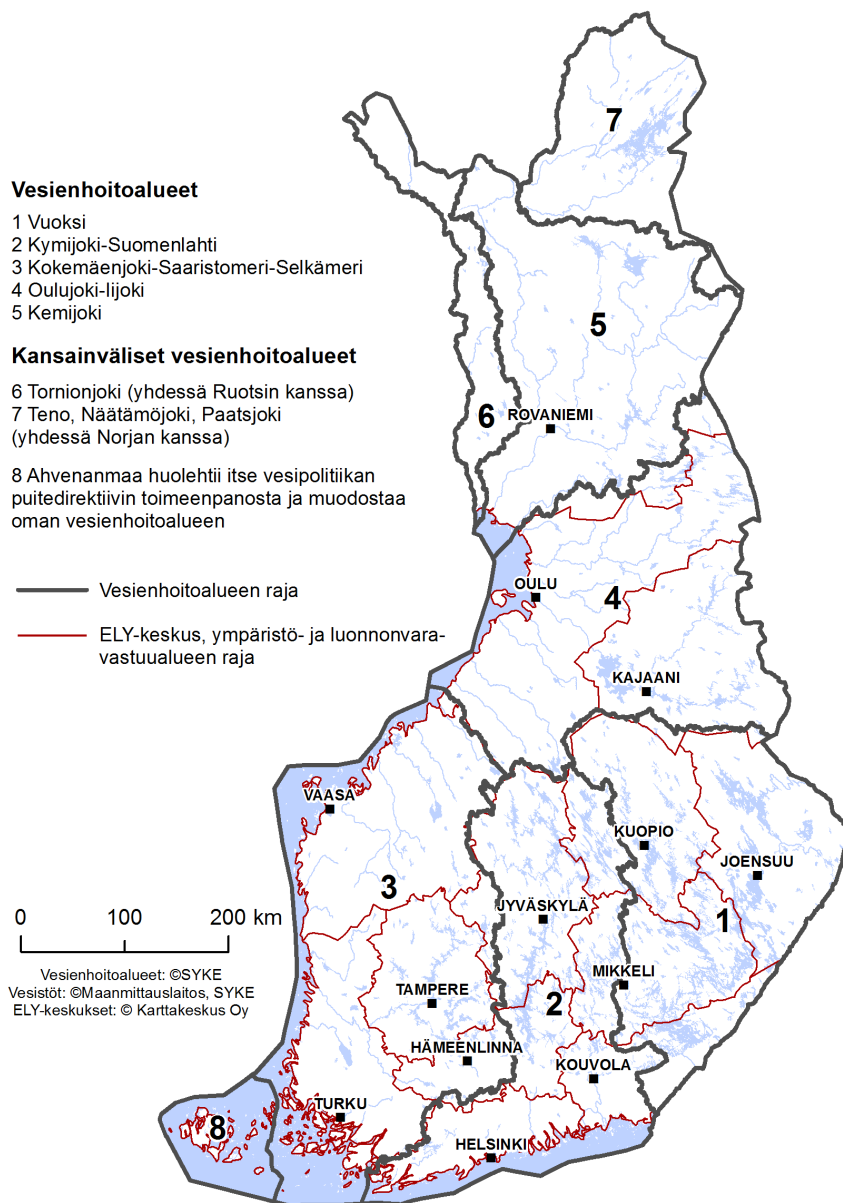 Vesienhoitoalueet
1 Vuoksi
2 Kymijoki-Suomenlahti
3 Kokemäenjoki-Saaristomeri-Selkämeri
4 Oulujoki-Iijoki
5 Kemijoki
Kansainväliset vesienhoitoalueet
6 Tornionjoki (yhdessä Ruotsin kanssa)
7 Teno, Näätämöjoki, Paatsjoki
(yhdessä Norjan kanssa)
8 Ahvenanmaa huolehtii itse vesipolitiikan
puitedirektiivin toimeenpanosta ja muodostaa
oman vesienhoitoalueen
Vesienhoitoalueen raja
ELY-keskus, ympäristö- ja luonnonvara-
vastuualueen raja
0 100 200 km
Vesienhoitoalueet: ©SYKE
Vesistöt: ©Maanmittauslaitos, SYKE
ELY-keskukset: © Karttakeskus Oy
7
5
6
ROVANIEMI
OULU
4
KAJAANI
VAASA
KUOPIO
JOENSUU
3
JYVÄSKYLÄ
1
MIKKELI
TAMPERE
2
HÄMEENLINNA
KOUVOLA
TURKU
8
HELSINKI